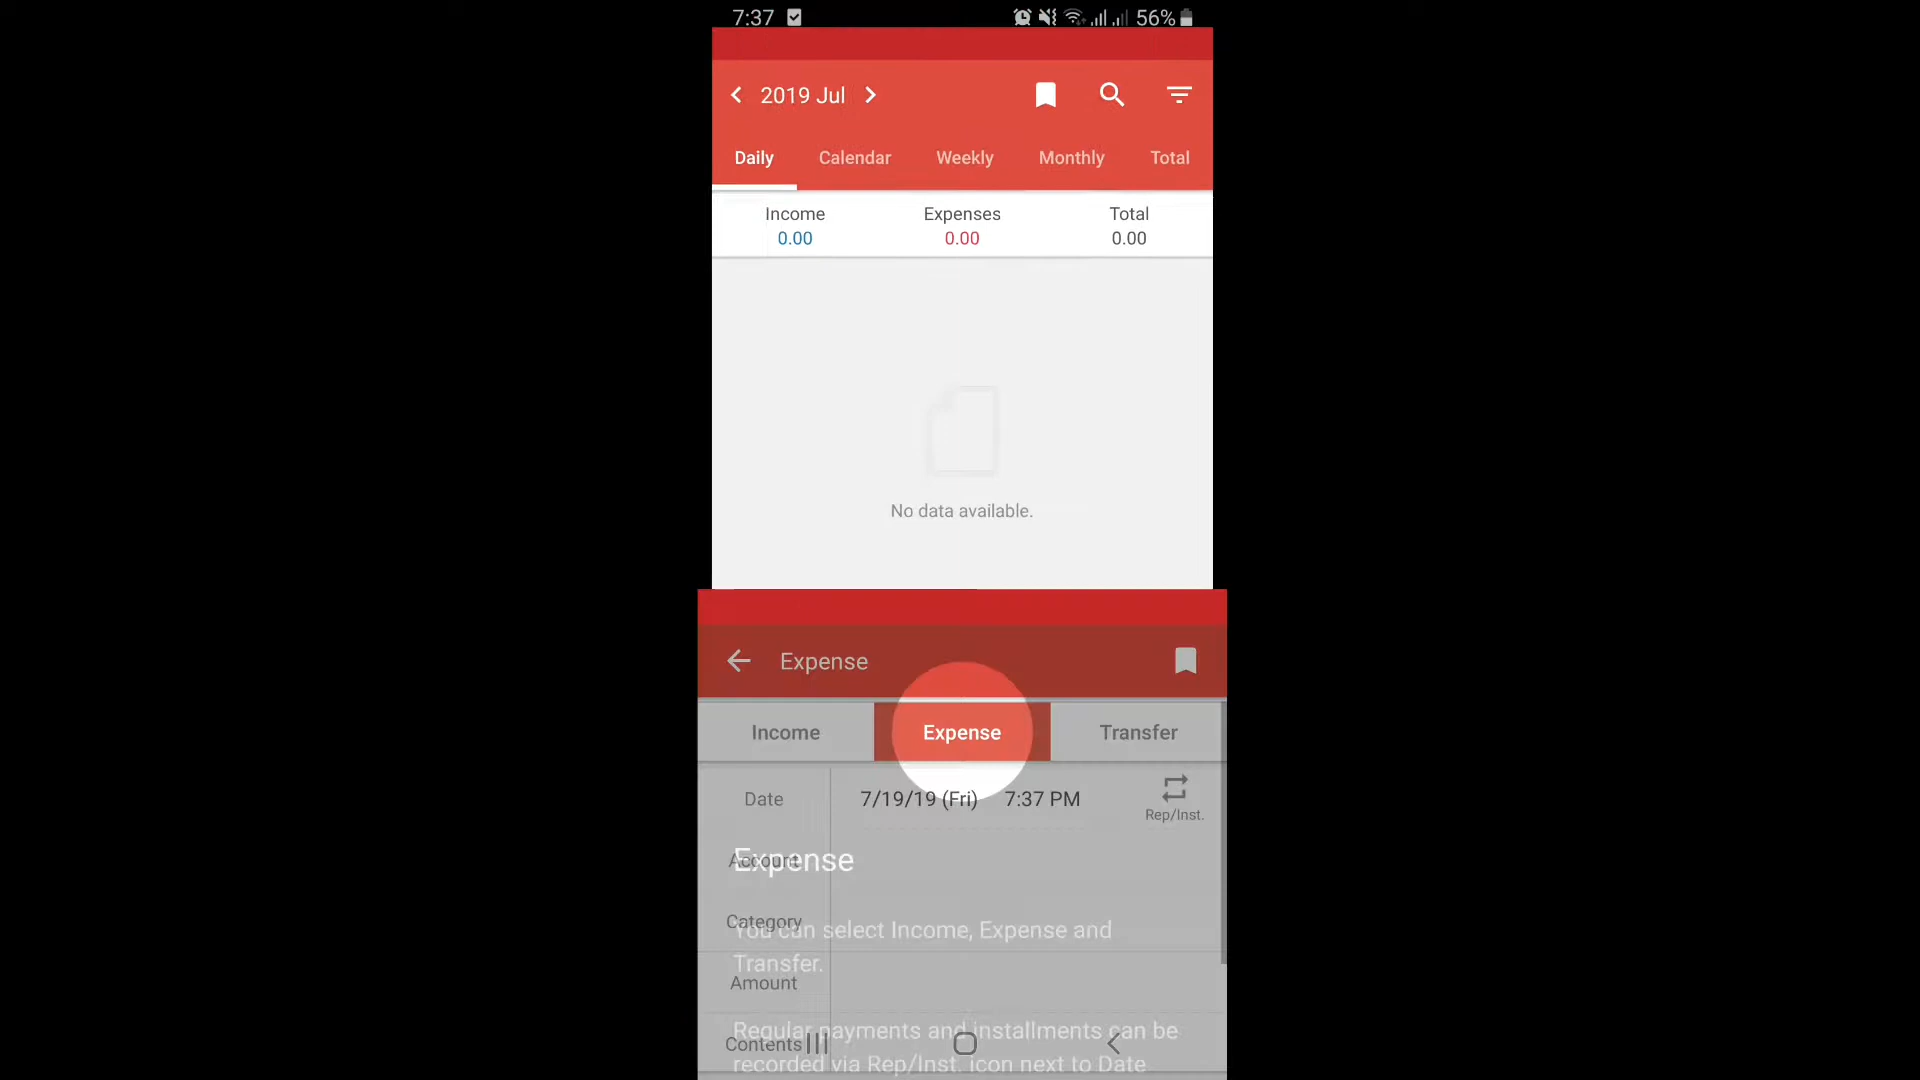 7:37 56%
2019 Jul
Daily Calendar Weekly Monthly Total
Income Expenses Total
0.00 0.00 0.00
No data available.
Expense
Income Expense Transfer
Date 7/19/19 (Fri) 7:37 PM
Rep/Inst.
Account
Expense
Category
You can select Income, Expense and
Transfer.
Amount
Regular payments and installments can be
Contents
recorded via Rep/Inst. icon next to Date